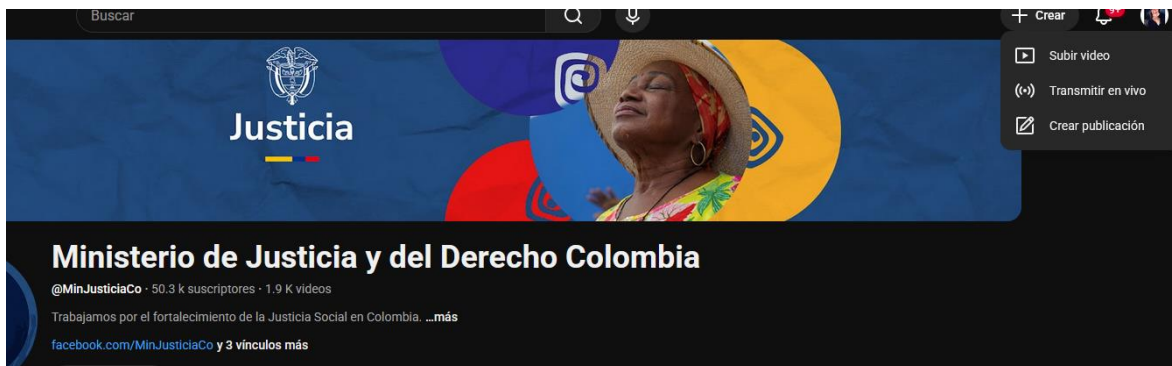 Buscar
Crear
9+
Subir video
Transmitir en vivo
Crear publicación
Justicia
Ministerio de Justicia y del Derecho Colombia
@MinJusticiaCo · 50.3 k suscriptores · 1.9 K videos
Trabajamos por el fortalecimiento de la Justicia Social en Colombia. ...más
facebook.com/MinJusticiaCo y 3 vínculos más